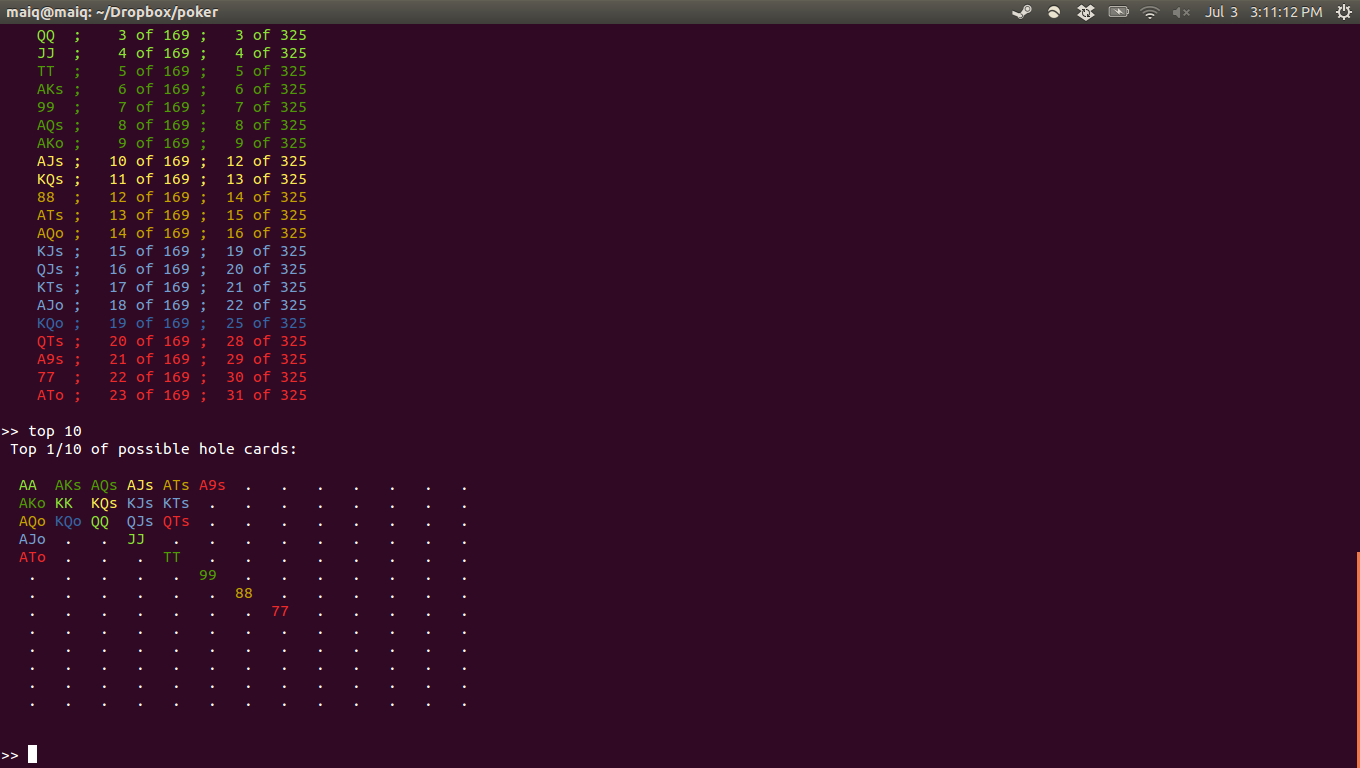 maiq@maiq: ~/Dropbox/poker Jul 3 3:11:12 PM
QQ ; 3 of 169 ; 3 of 325
JJ ; 4 of 169 ; 4 of 325
TT ; 5 of 169 ; 5 of 325
AKs ; 6 of 169 ; 6 of 325
99 ; 7 of 169 ; 7 of 325
AQs ; 8 of 169 ; 8 of 325
AKo ; 9 of 169 ; 9 of 325
AJs ; 10 of 169 ; 12 of 325
KQs ; 11 of 169 ; 13 of 325
88 ; 12 of 169 ; 14 of 325
ATs ; 13 of 169 ; 15 of 325
AQo ; 14 of 169 ; 16 of 325
KJs ; 15 of 169 ; 19 of 325
QJs ; 16 of 169 ; 20 of 325
KTs ; 17 of 169 ; 21 of 325
AJo ; 18 of 169 ; 22 of 325
KQo ; 19 of 169 ; 25 of 325
QTs ; 20 of 169 ; 28 of 325
A9s ; 21 of 169 ; 29 of 325
77 ; 22 of 169 ; 30 of 325
ATo ; 23 of 169 ; 31 of 325
>> top 10
Top 1/10 of possible hole cards:
AA AKs AQs AJs ATs A9s . . . . . . .
AKo KK KQs KJs KTs . . . . . . . .
AQo KQo QQ QJs QTs . . . . . . . .
AJo . . JJ . . . . . . . . .
ATo . . . TT . . . . . . . .
. . . . . 99 . . . . . . .
. . . . . . 88 . . . . . .
. . . . . . . 77 . . . . .
. . . . . . . . . . . . .
. . . . . . . . . . . . .
. . . . . . . . . . . . .
. . . . . . . . . . . . .
. . . . . . . . . . . . .
>>